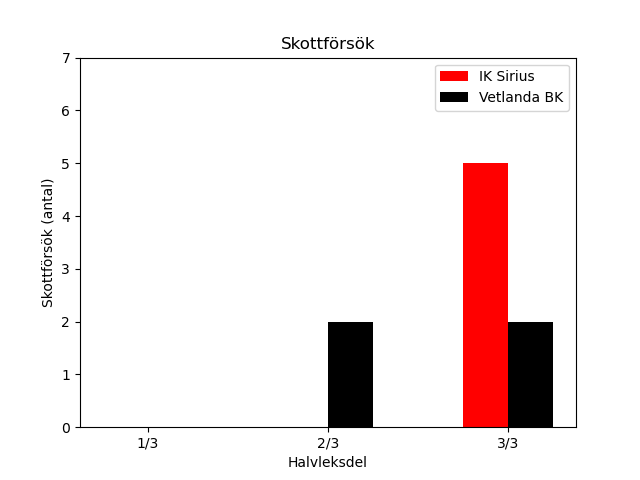 Skottförsök
7
6
5
4
3
2
1
0
Skottförsök (antal)
IK Sirius
Vetlanda BK
1/3
2/3
3/3
Halvleksdel